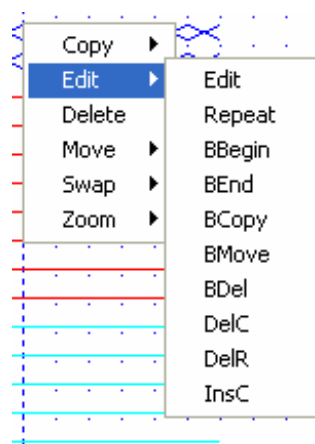 Copy
Edit
Delete
Move
Swap
Zoom
Edit
Repeat
BBegin
BEnd
BCopy
BMove
BDel
DelC
DelR
InsC